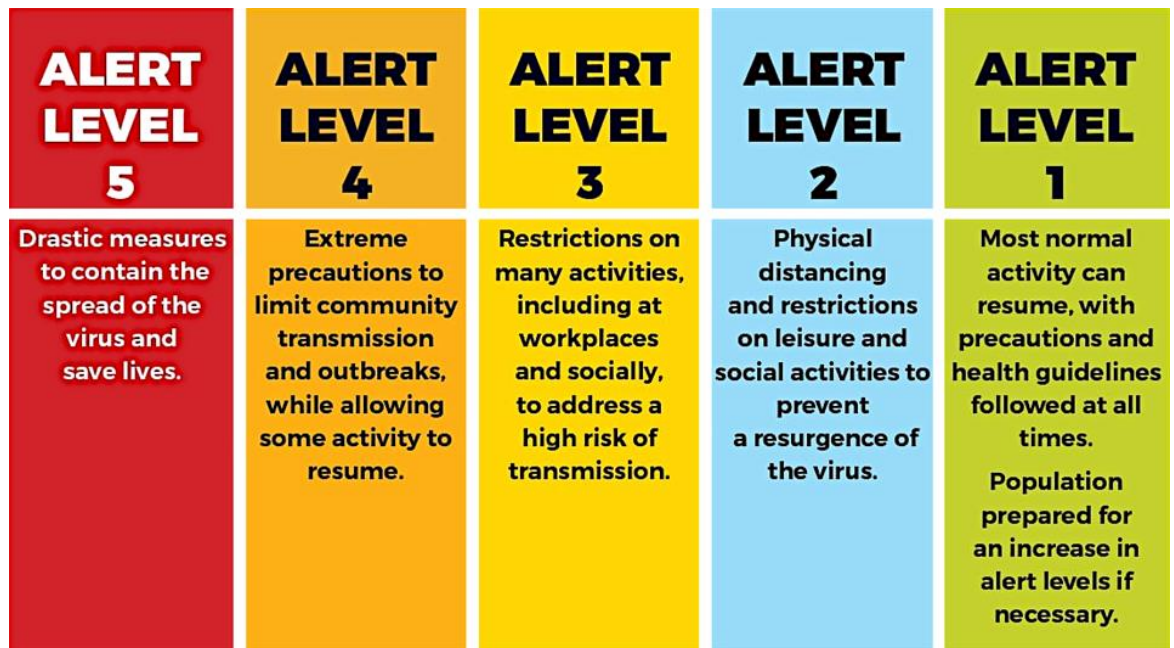 ALERT
LEVEL
5
Drastic measures
to contain the
spread of the
virus and
save lives.
ALERT
LEVEL
4
Extreme
precautions to
limit community
transmission
and outbreaks,
while allowing
some activity to
resume.
ALERT
LEVEL
3
Restrictions on
many activities,
including at
workplaces
and socially,
to address a
high risk of
transmission.
ALERT
LEVEL
2
Physical
distancing
and restrictions
on leisure and
social activities to
prevent
a resurgence of
the virus.
ALERT
LEVEL
1
Most normal
activity can
resume, with
precautions and
health guidelines
followed at all
times.
Population
prepared for
an increase in
alert levels if
necessary.